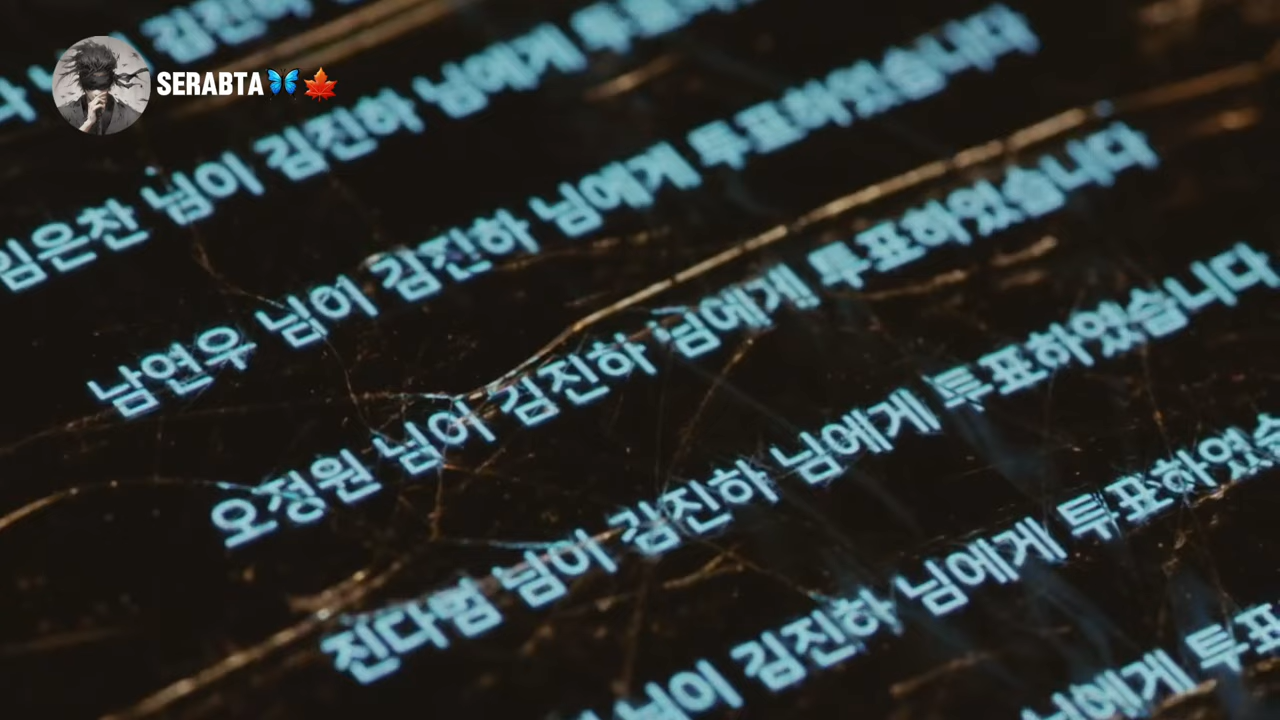 김진하
SERABTA🦋🍁
임은찬 님이 김진하 님에게 투표하였습니다
남연우 님이 김진하 님에게 투표하였습니다
오정원 님이 김진하 님에게 투표하였습니다
진다범 님이 김진하 님에게 투표하였습니다
님이 김진하 님에게 투표하였습
님에게 투표